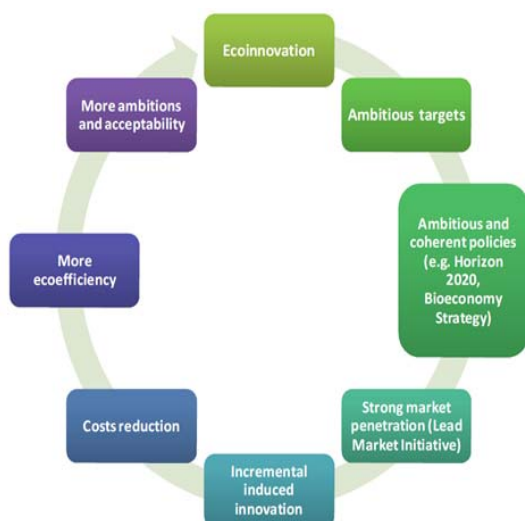 Ecoinnovation
Ambitious targets
Ambitious and
coherent policies
(e.g. Horizon
2020,
Bioeconomy
Strategy)
Strong market
penetration (Lead
Market Initiative)
Incremental
induced
innovation
Costs reduction
More
ecoefficiency
More ambitions
and acceptability